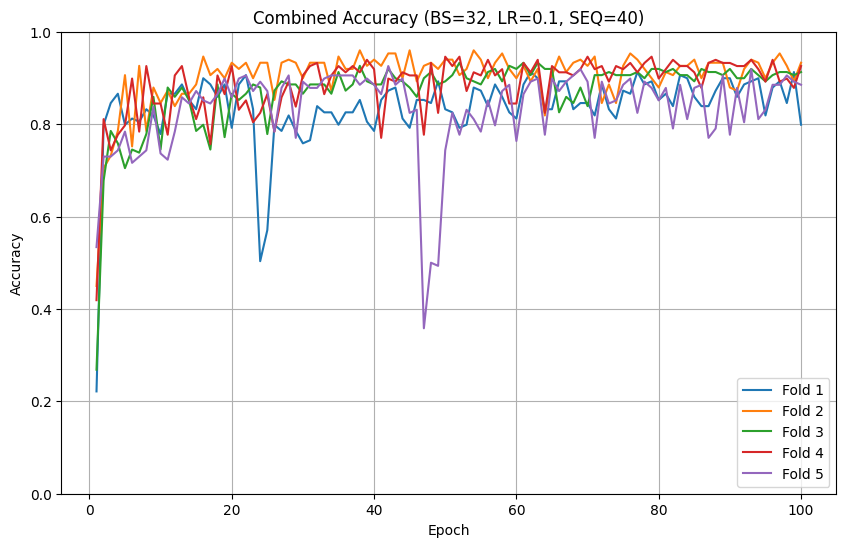 Combined Accuracy (BS=32, LR=0.1, SEQ=40)
1.0
0.8
0.6
0.4
0.2
0.0
Accuracy
0 20 40 60 80 100
Epoch
Fold 1
Fold 2
Fold 3
Fold 4
Fold 5